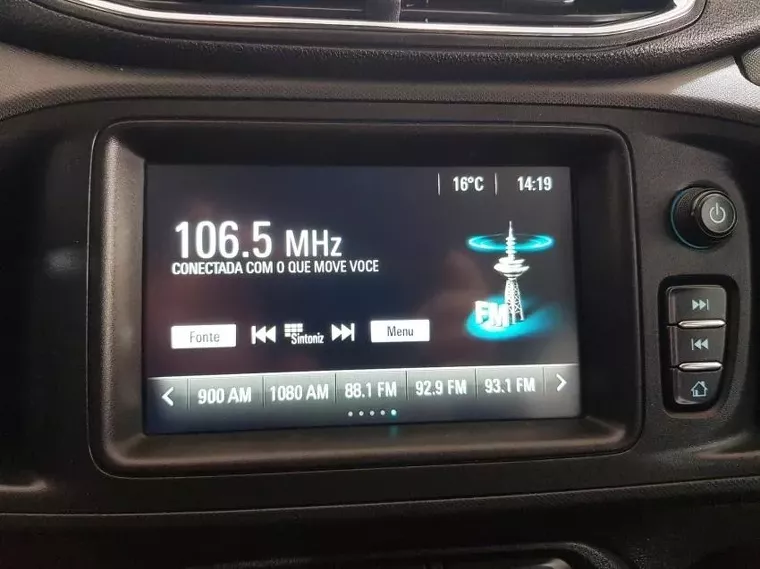 16°C 14:19
106.5 MHz
CONECTADA COM O QUE MOVE VOCE
FM
Fonte Sintoniz Menu
900 AM 1080 AM 88.1 FM 92.9 FM 93.1 FM